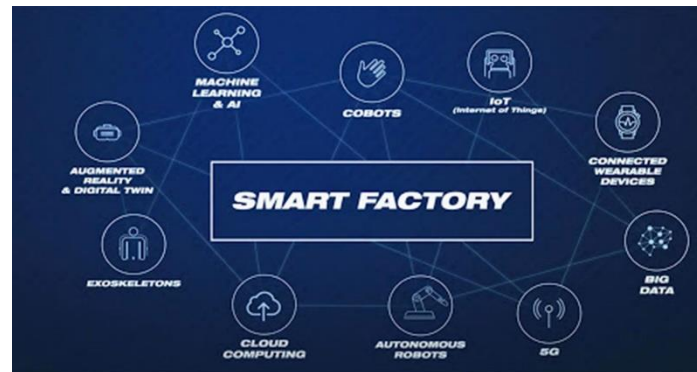 MACHINE
LEARNING
& AI
COBOTS
IoT
(Internet of Things)
CONNECTED
WEARABLE
DEVICES
AUGMENTED
REALITY
& DIGITAL TWIN
SMART FACTORY
EXOSKELETONS
BIG
DATA
CLOUD
COMPUTING
AUTONOMOUS
ROBOTS
5G